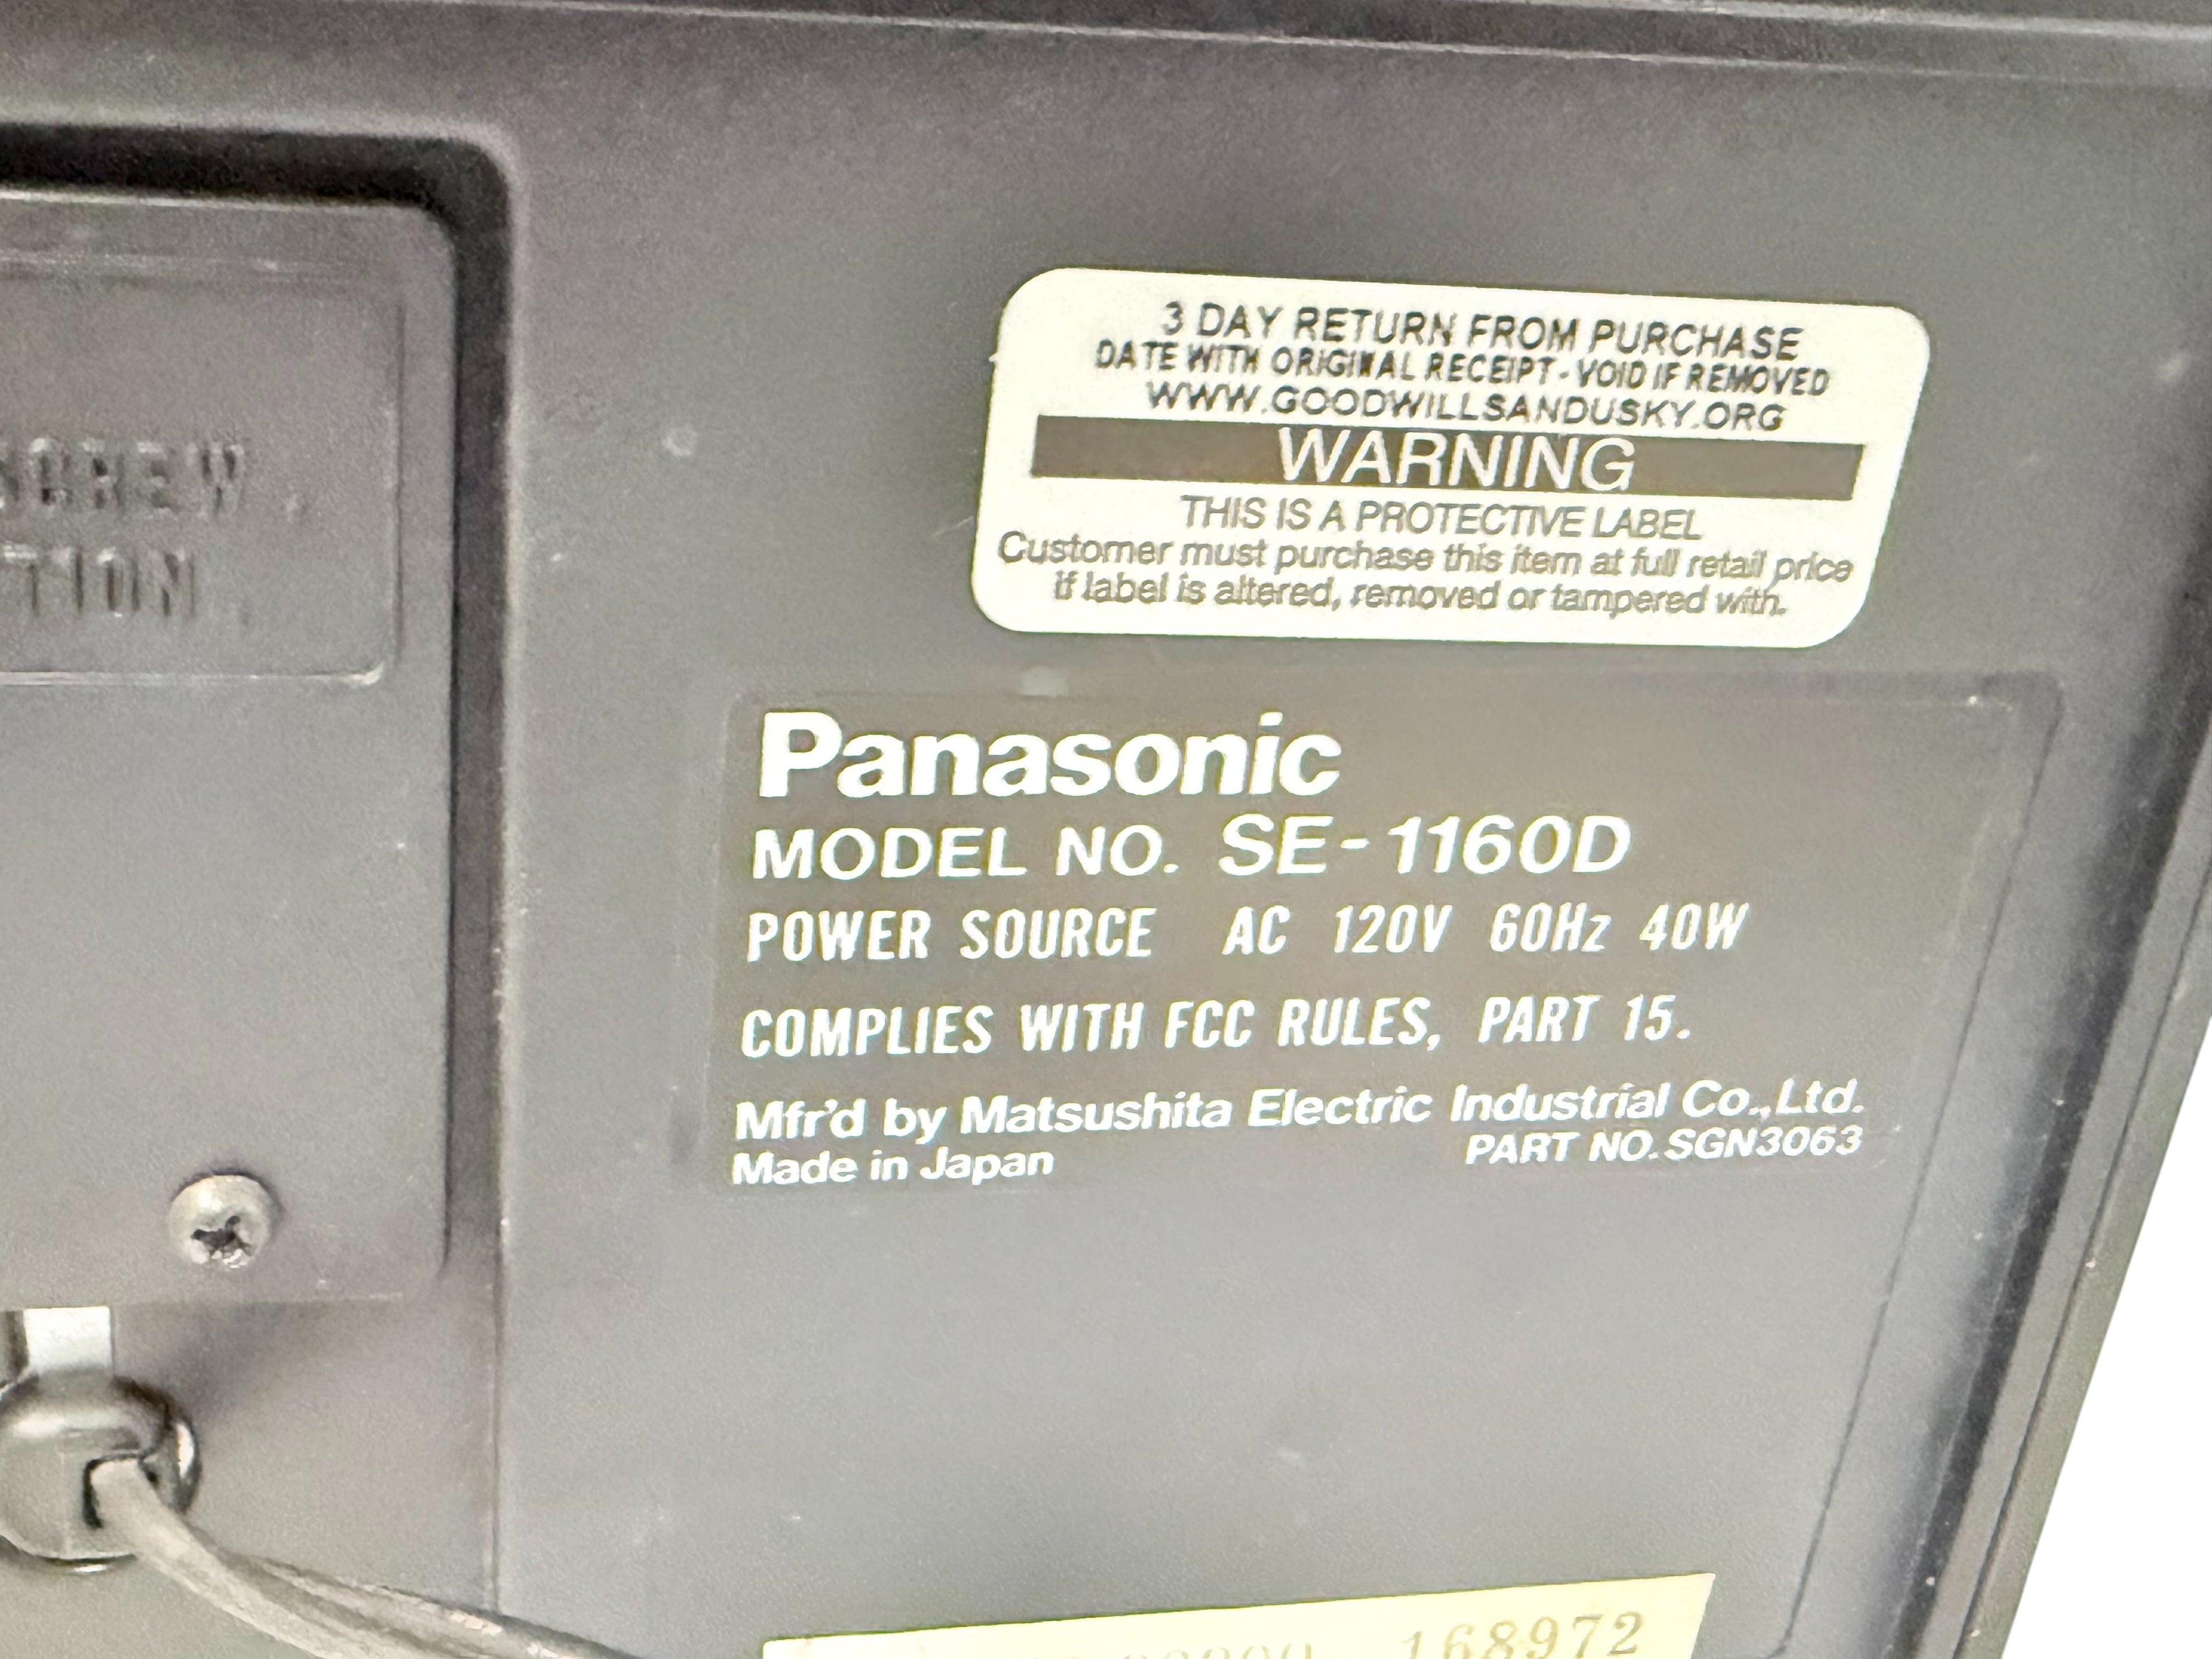 SCREW.
TION.
3 DAY RETURN FROM PURCHASE
DATE WITH ORIGINAL RECEIPT - VOID IF REMOVED
WWW.GOODWILLSANDUSKY.ORG
WARNING
THIS IS A PROTECTIVE LABEL
Customer must purchase this item at full retail price
if label is altered, removed or tampered with.
Panasonic
MODEL NO. SE-1160D
POWER SOURCE AC 120V 60Hz 40W
COMPLIES WITH FCC RULES, PART 15.
Mfr'd by Matsushita Electric Industrial Co.,Ltd.
Made in Japan PART NO.SGN3063
168972